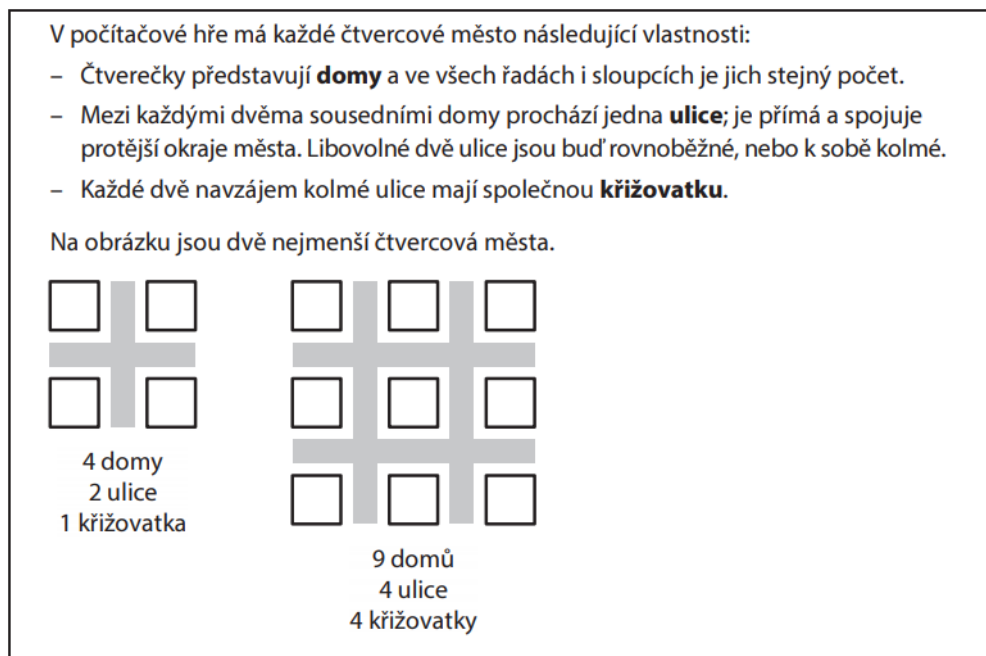 V počítačové hře má každé čtvercové město následující vlastnosti:
– Čtverečky představují domy a ve všech řadách i sloupcích je jich stejný počet.
– Mezi každými dvěma sousedními domy prochází jedna ulice; je přímá a spojuje
protější okraje města. Libovolné dvě ulice jsou buď rovnoběžné, nebo k sobě kolmé.
– Každé dvě navzájem kolmé ulice mají společnou křižovatku.
Na obrázku jsou dvě nejmenší čtvercová města.
4 domy
2 ulice
1 křižovatka
9 domů
4 ulice
4 křižovatky